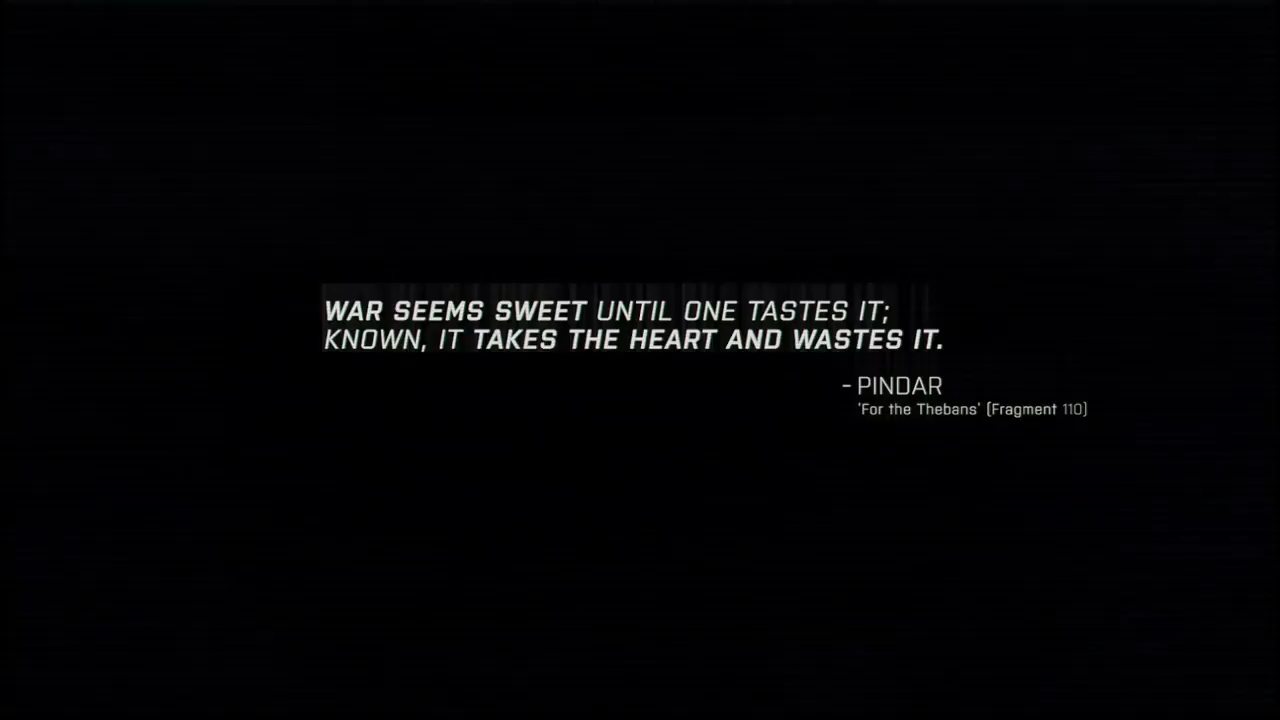 WAR SEEMS SWEET UNTIL ONE TASTES IT;
KNOWN, IT TAKES THE HEART AND WASTES IT.
- PINDAR
'For the Thebans' (Fragment 110)